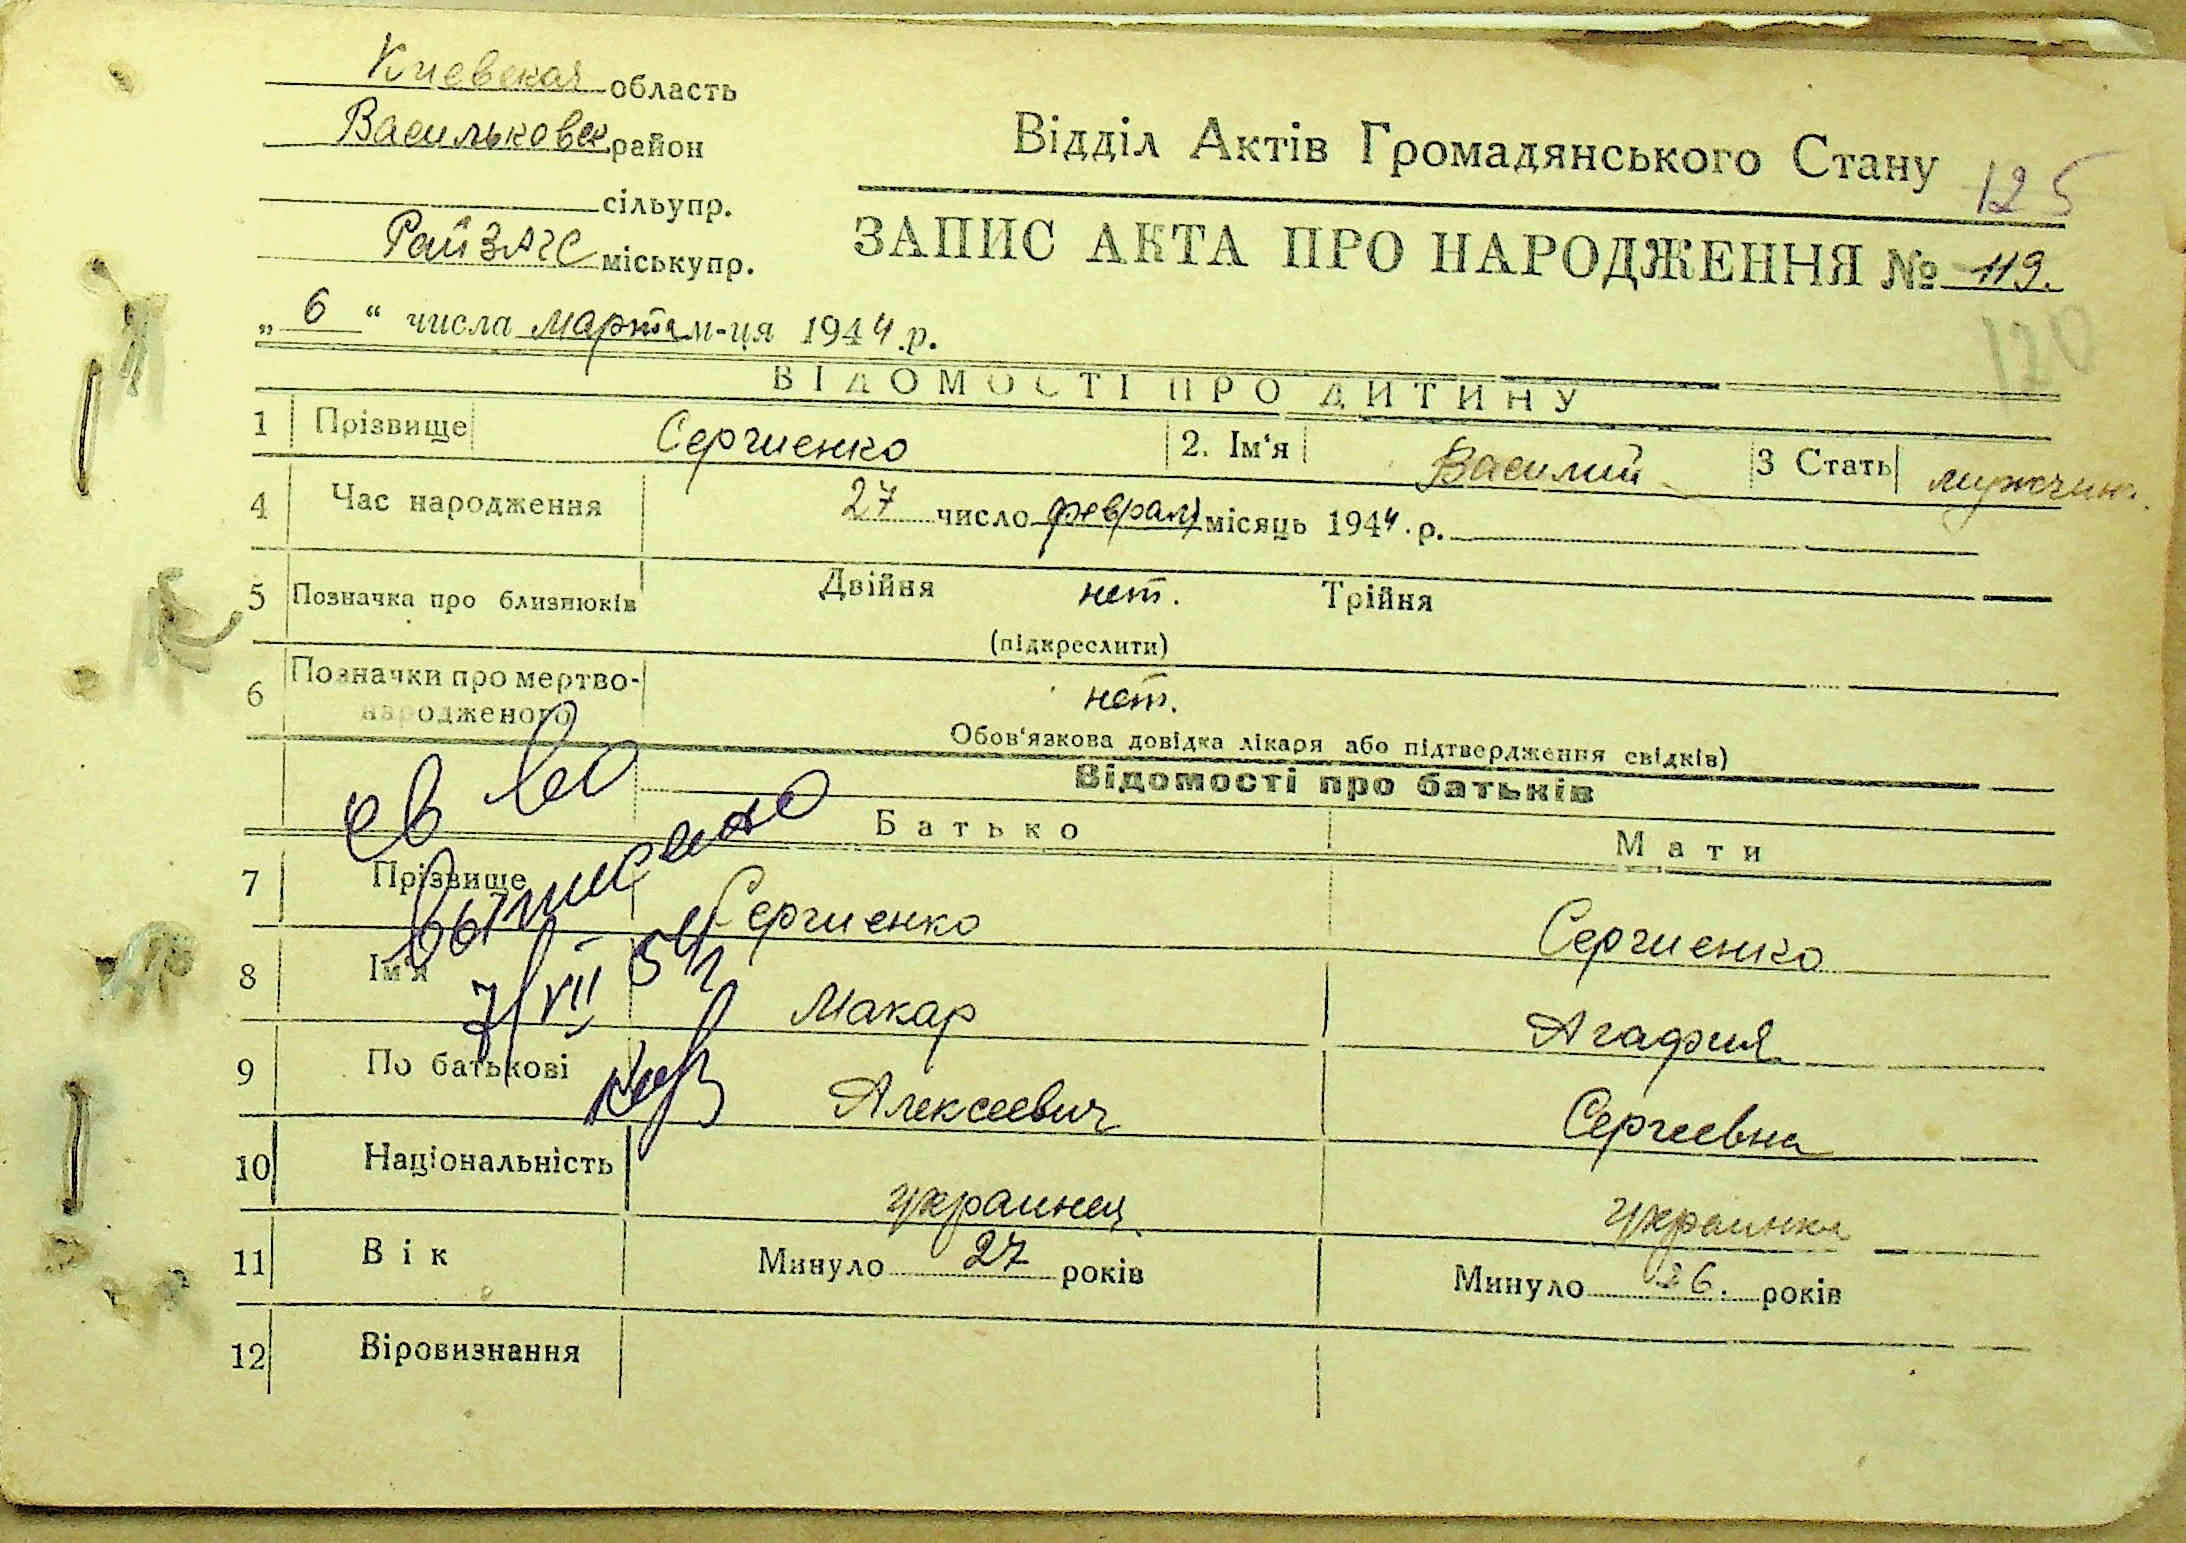 Киевская область
Васильковск район
сільупр.
РайЗАГС міськупр.
Відділ Актів Громадянського Стану
125
ЗАПИС АКТА ПРО НАРОДЖЕННЯ № 119.
„6“ числа марта м-ця 1944 р.
120
ВІДОМОСТІ ПРО ДИТИНУ
1 Прізвище Сергиенко 2. Ім'я Василий 3 Стать мужчин.
4 Час народження 27 число февраля місяць 1944 р.
5 Позначка про близнюків Двійня нет. Трійня
(підкреслити)
6 Позначки про мертво-
народженого нет.
Обов'язкова довідка лікаря або підтвердження свідків)
Відомості про батьків
Батько Мати
св во
выписано
7/VII 54г
7 Прізвище Сергиенко Сергиенко
8 Ім'я Макар Агафия
9 По батькові Алексеевич Сергеевна
10 Національність украинец украинка
11 Вік Минуло 27 років Минуло 26. років
12 Віровизнання